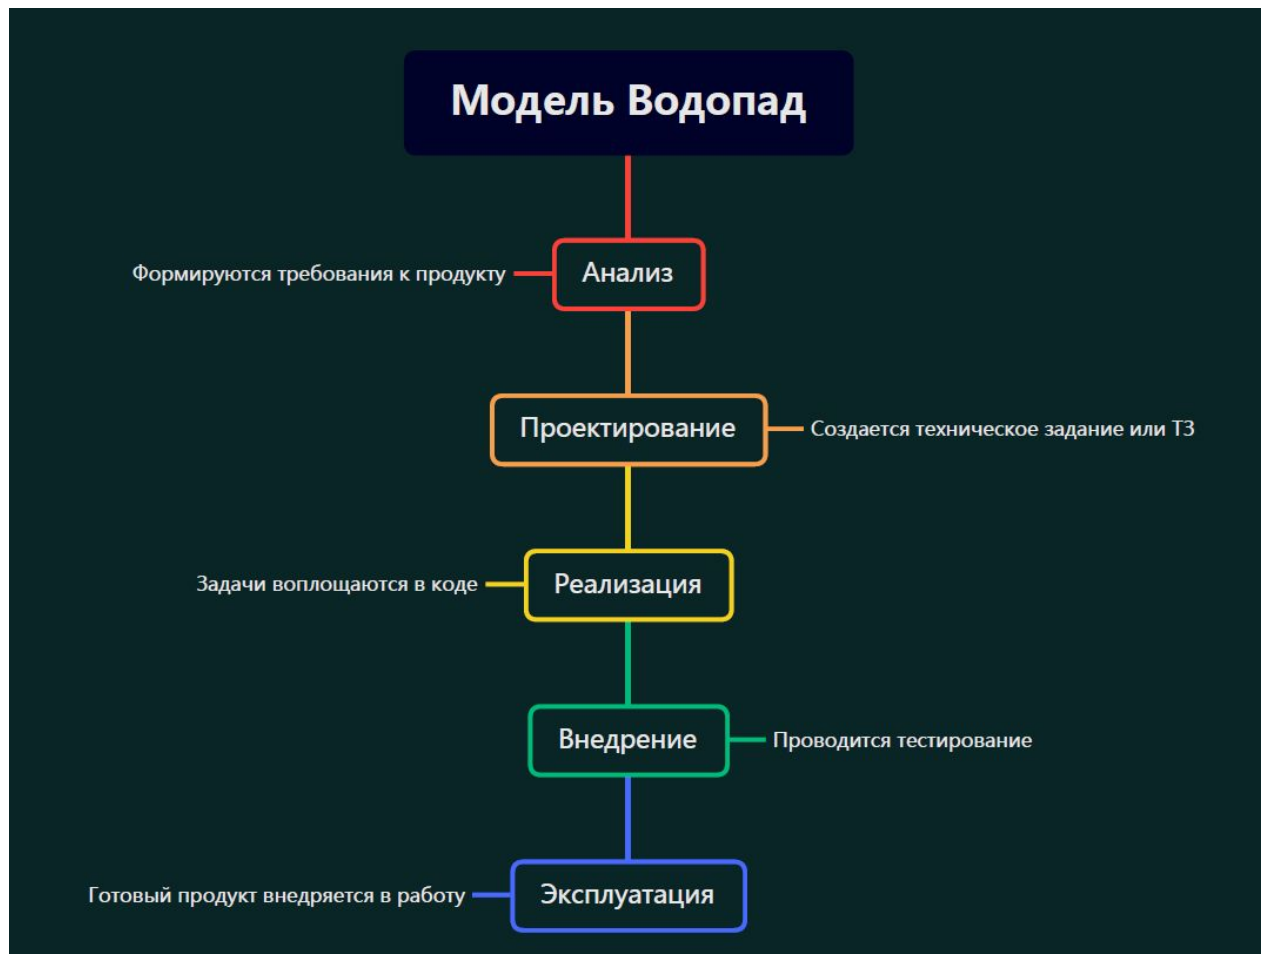 Модель Водопад
Формируются требования к продукту
Анализ
Проектирование
Создается техническое задание или ТЗ
Задачи воплощаются в коде
Реализация
Внедрение
Проводится тестирование
Готовый продукт внедряется в работу
Эксплуатация